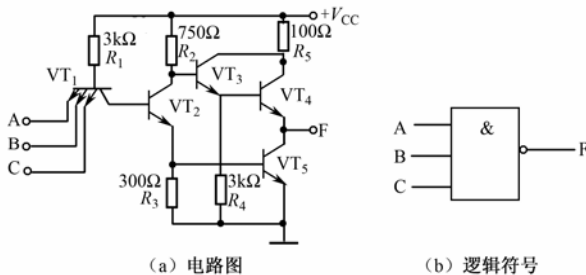 +VCC
3kΩ 750Ω 100Ω
R1 R2 R5
VT1 VT3
VT2 VT4
A
B
C
F
VT5
300Ω 3kΩ
R3 R4
(a) 电路图
A & F
B
C
(b) 逻辑符号